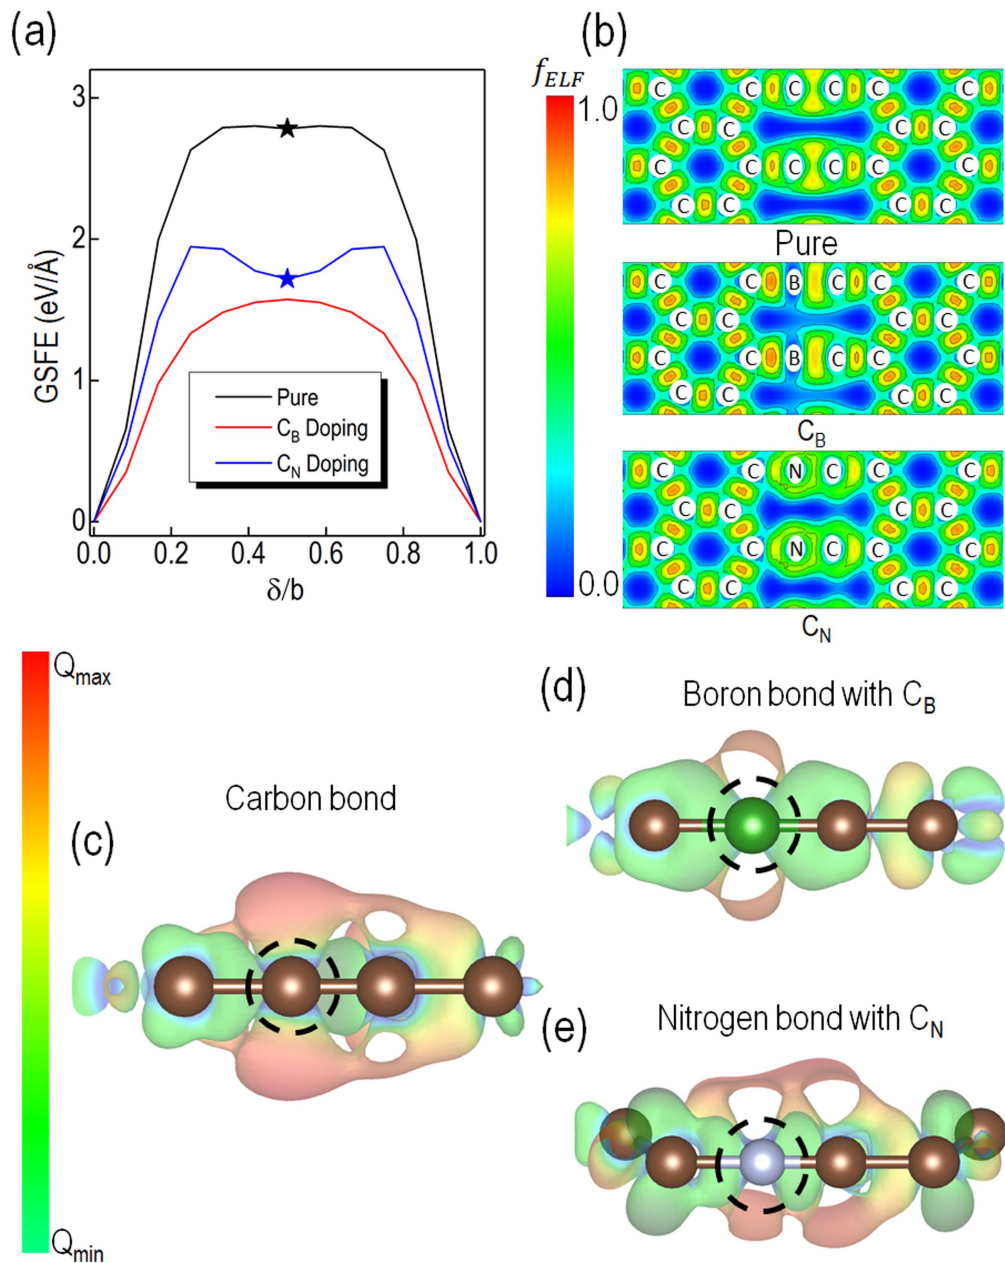 (a)
3
2
1
0
GSFE (eV/Å)
Pure
C_B Doping
C_N Doping
0.0 0.2 0.4 0.6 0.8 1.0
δ/b
(b)
f_ELF
1.0
0.0
C C C C C C
C C C C
C C C C C C
C C C C
Pure
C B C C C C
C C C C
C B C C C C
C C C C
C_B
C N C C C C
C C C C
C N C C C C
C C C C
C_N
Q_max
Q_min
Carbon bond
(c)
(d)
Boron bond with C_B
(e)
Nitrogen bond with C_N